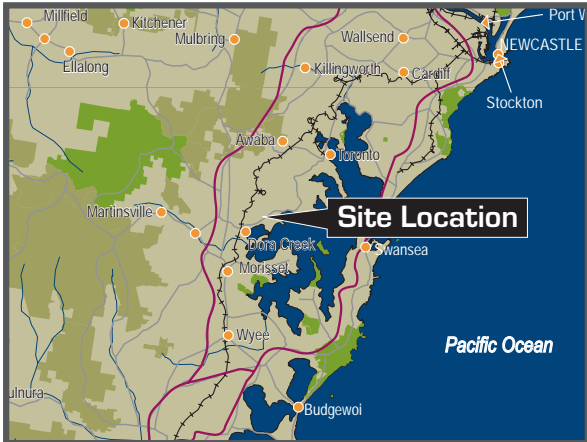 Millfield
Kitchener
Port W
Mulbring
Wallsend
NEWCASTLE
Ellalong
Killingworth
Cardiff
Stockton
Awaba
Toronto
Martinsville
Site Location
Dora Creek
Swansea
Morisset
Wyee
Pacific Ocean
ulnura
Budgewoi